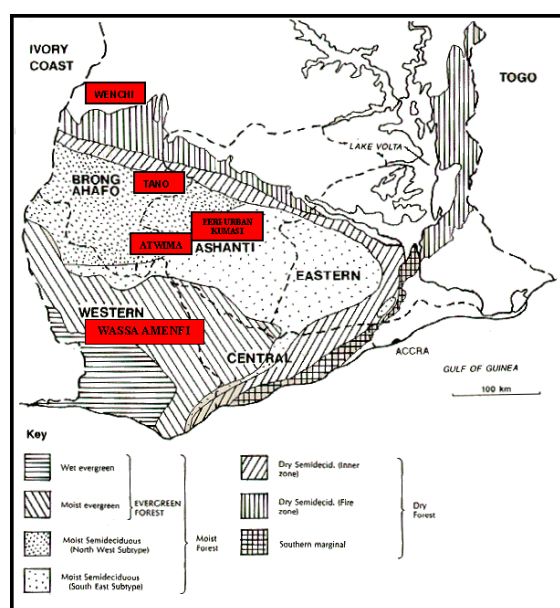 IVORY
COAST
TOGO
WENCHI
LAKE VOLTA
BRONG
AHAFO
TANO
PERI-URBAN
KUMASI
ATWIMA
ASHANTI
EASTERN
WESTERN
WASSA AMENFI
CENTRAL
ACCRA
GULF OF GUINEA
100 km
Key
Wet evergreen
Moist evergreen
EVERGREEN
FOREST
Moist Semideciduous
(North West Subtype)
Moist
Forest
Moist Semideciduous
(South East Subtype)
Dry Semidecid. (Inner
zone)
Dry Semidecid. (Fire
zone)
Dry
Forest
Southern marginal